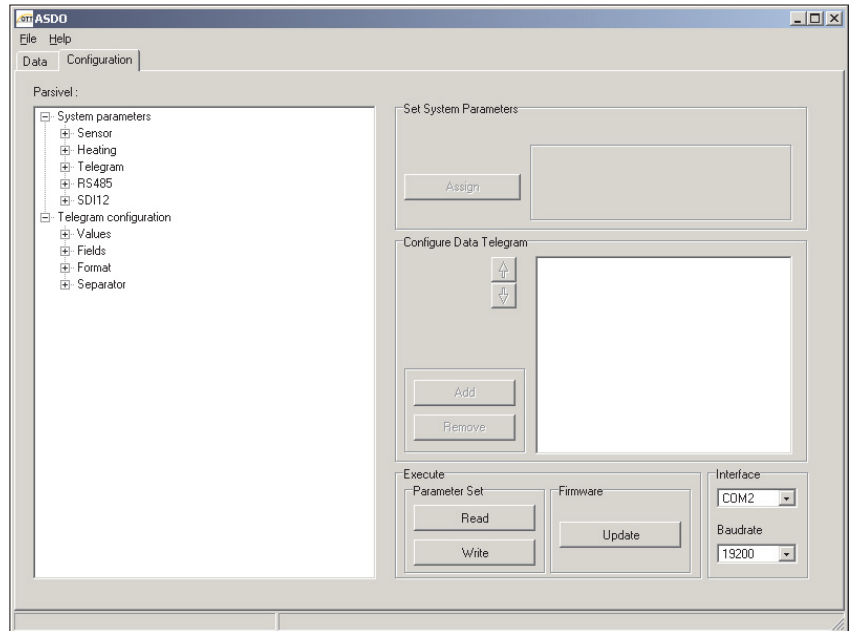 OTT ASDO
File Help
Data Configuration
Parsivel :
System parameters
Sensor
Heating
Telegram
RS485
SDI12
Telegram configuration
Values
Fields
Format
Separator
Set System Parameters
Assign
Configure Data Telegram
Add
Remove
Execute
Parameter Set
Read
Write
Firmware
Update
Interface
COM2
Baudrate
19200